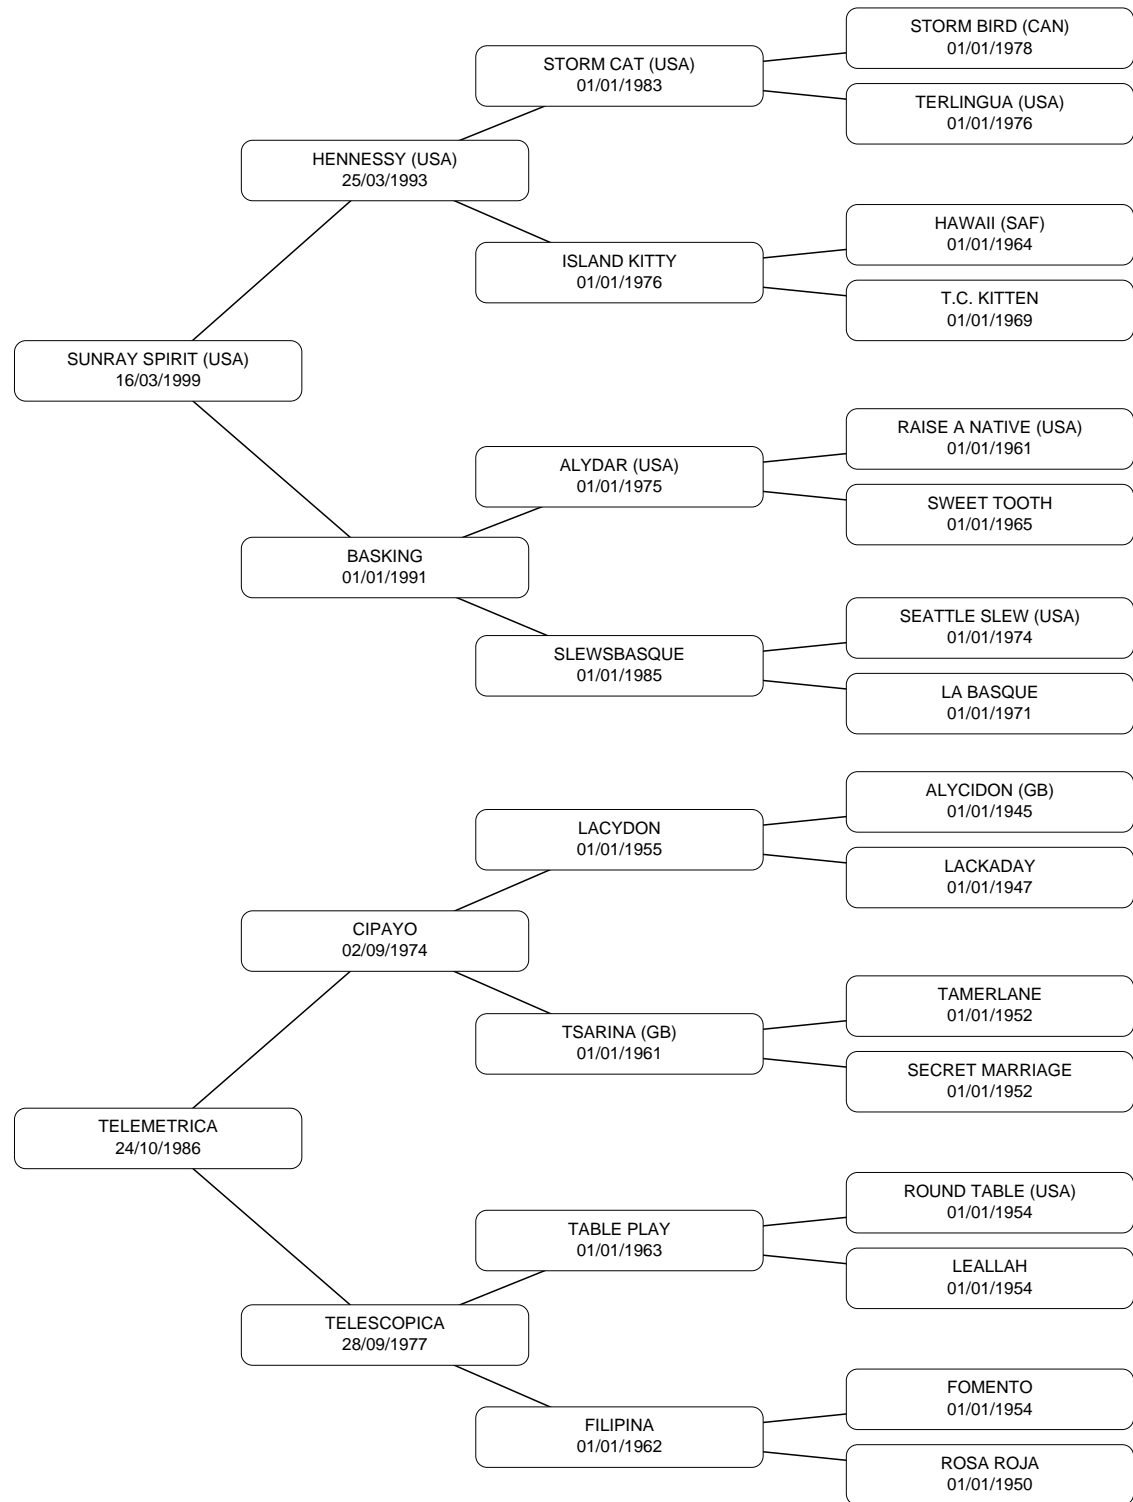 STORM BIRD (CAN)
01/01/1978
STORM CAT (USA)
01/01/1983
TERLINGUA (USA)
01/01/1976
HENNESSY (USA)
25/03/1993
HAWAII (SAF)
01/01/1964
ISLAND KITTY
01/01/1976
T.C. KITTEN
01/01/1969
SUNRAY SPIRIT (USA)
16/03/1999
RAISE A NATIVE (USA)
01/01/1961
ALYDAR (USA)
01/01/1975
SWEET TOOTH
01/01/1965
BASKING
01/01/1991
SEATTLE SLEW (USA)
01/01/1974
SLEWSBASQUE
01/01/1985
LA BASQUE
01/01/1971
ALYCIDON (GB)
01/01/1945
LACYDON
01/01/1955
LACKADAY
01/01/1947
CIPAYO
02/09/1974
TAMERLANE
01/01/1952
TSARINA (GB)
01/01/1961
SECRET MARRIAGE
01/01/1952
TELEMETRICA
24/10/1986
ROUND TABLE (USA)
01/01/1954
TABLE PLAY
01/01/1963
LEALLAH
01/01/1954
TELESCOPICA
28/09/1977
FOMENTO
01/01/1954
FILIPINA
01/01/1962
ROSA ROJA
01/01/1950